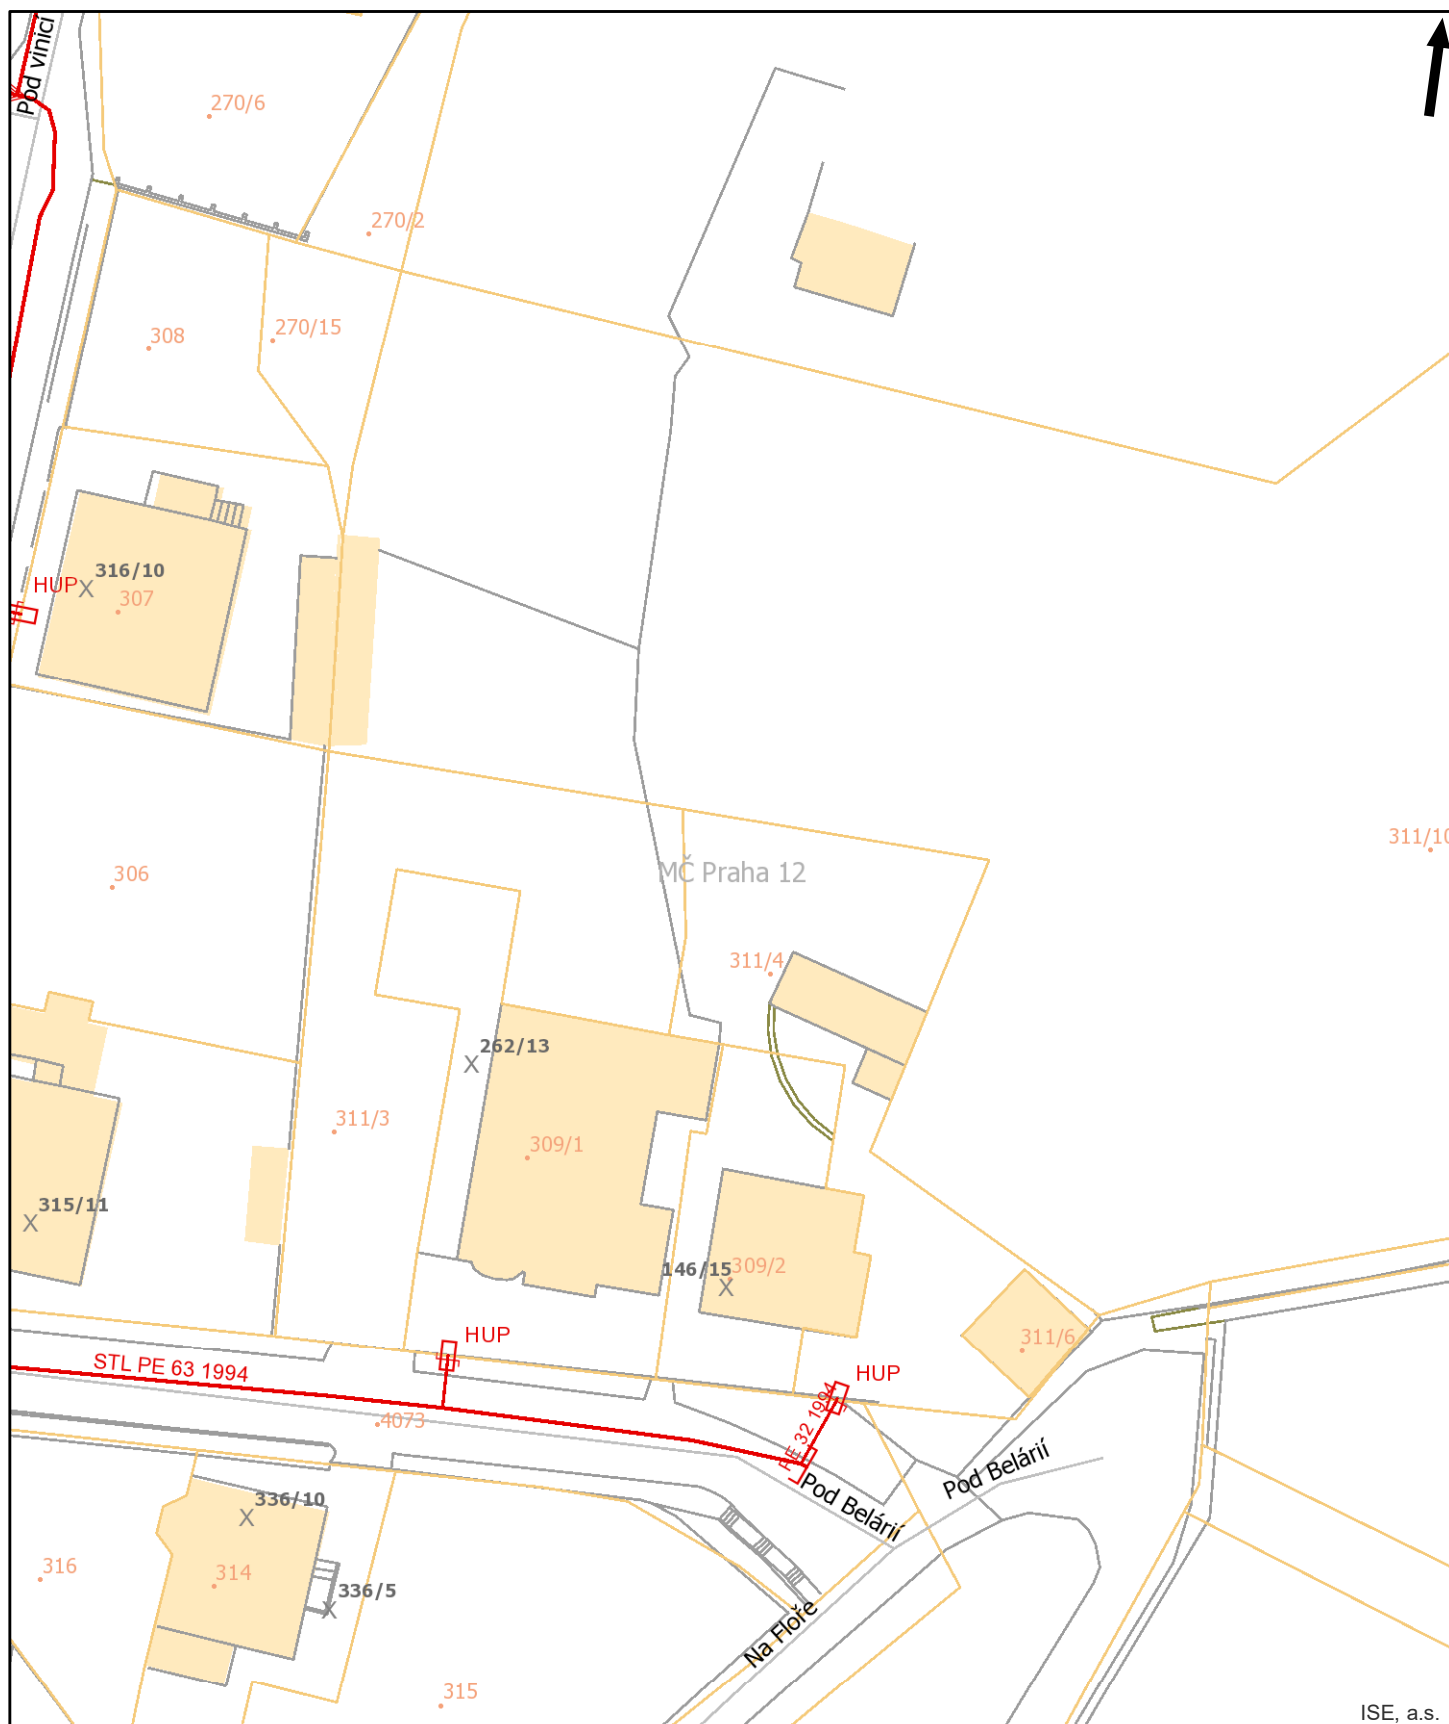 Pod vinicí
270/6
270/2
270/15
308
316/10
HUP
307
311/10
MČ Praha 12
306
311/4
262/13
311/3
309/1
315/11
146/15
309/2
HUP
311/6
STL PE 63 1994
HUP
PE 32 1994
4073
Pod Belárií
Pod Belárií
336/10
316
314
336/5
Na Floře
315
ISE, a.s.